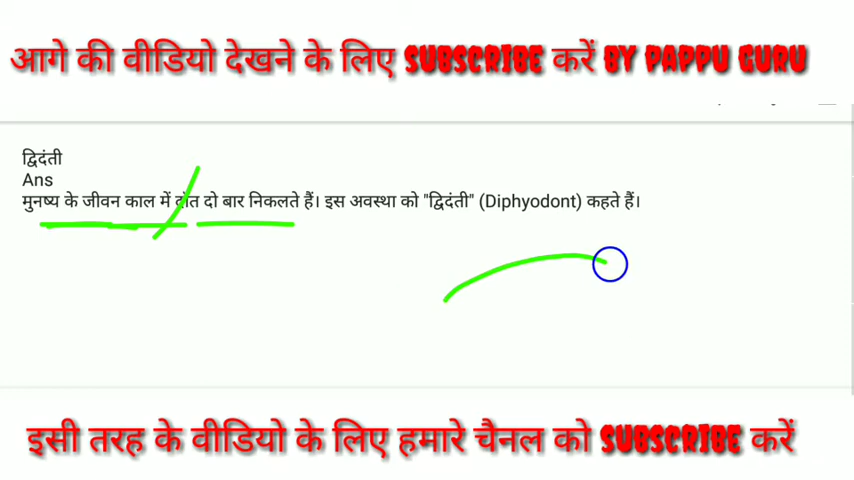 आगे की वीडियो देखने के लिए SUBSCRIBE करें BY PAPPU GURU
द्विदंती
Ans
मुनष्य के जीवन काल में दाँत दो बार निकलते हैं। इस अवस्था को "द्विदंती" (Diphyodont) कहते हैं।
इसी तरह के वीडियो के लिए हमारे चैनल को SUBSCRIBE करें